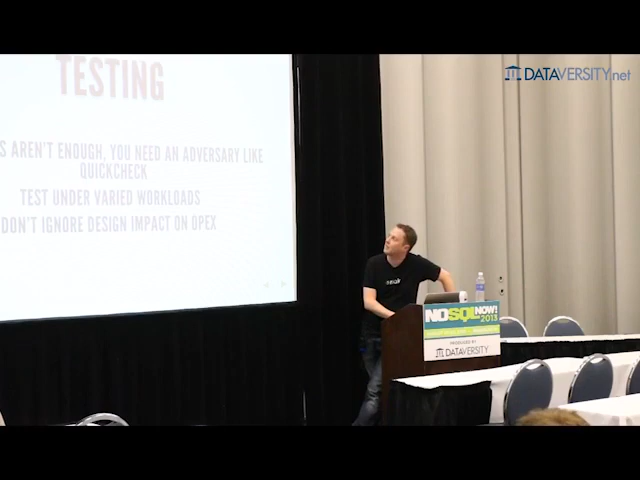 DATAVERSITY.net
TESTING
S AREN'T ENOUGH, YOU NEED AN ADVERSARY LIKE
QUICKCHECK
TEST UNDER VARIED WORKLOADS
DON'T IGNORE DESIGN IMPACT ON OPEX
NOSQL NOW!
2013
PRODUCED BY
DATAVERSITY